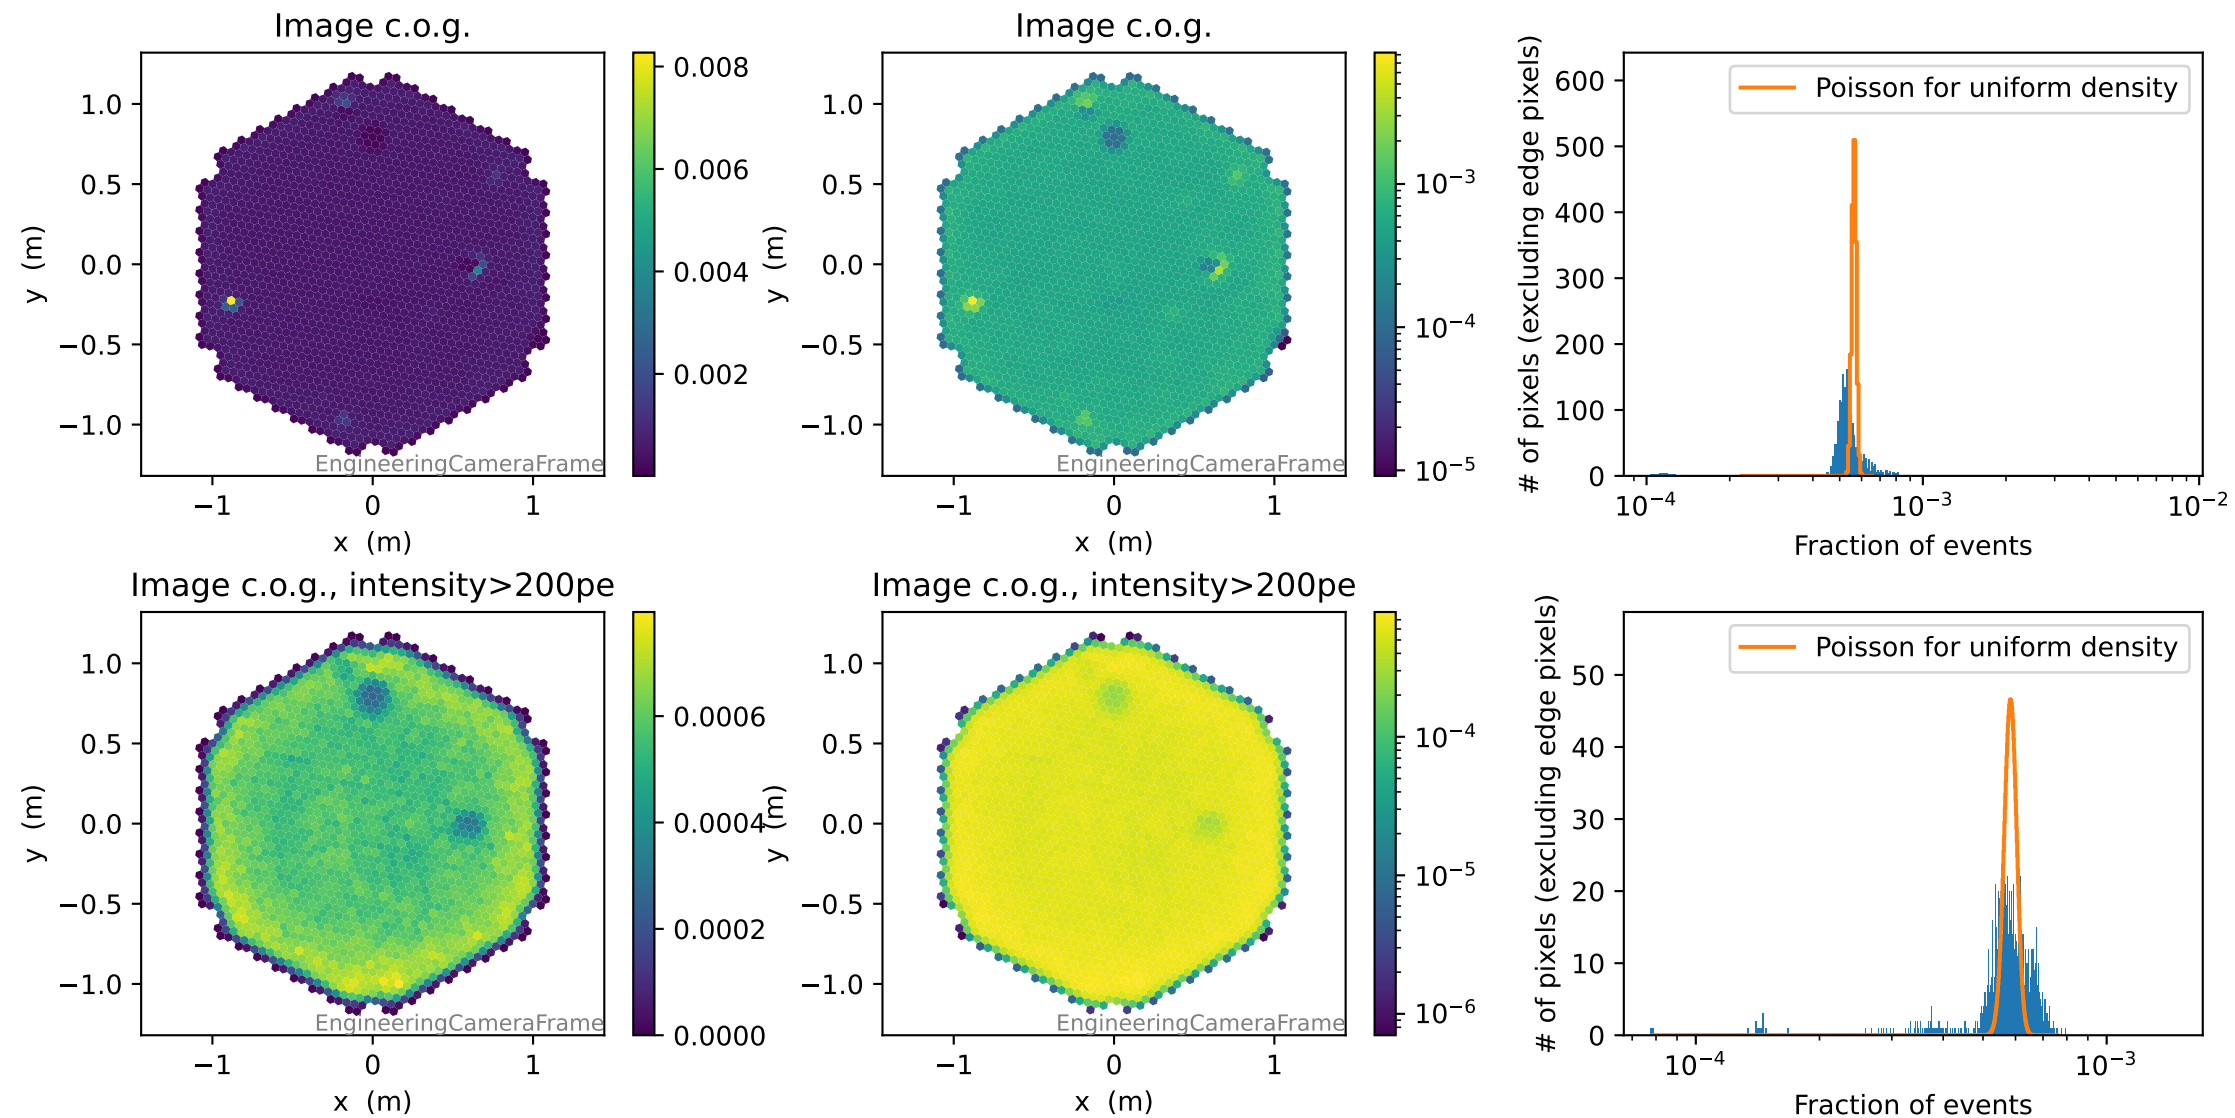 Image c.o.g.
1.0
0.5
0.0
−0.5
−1.0
y (m)
−1
0
1
x (m)
EngineeringCameraFrame
0.008
0.006
0.004
0.002
Image c.o.g.
1.0
0.5
0.0
−0.5
−1.0
y (m)
−1
0
1
x (m)
EngineeringCameraFrame
10⁻³
10⁻⁴
10⁻⁵
# of pixels (excluding edge pixels)
600
500
400
300
200
100
0
Poisson for uniform density
10⁻⁴
10⁻³
10⁻²
Fraction of events
Image c.o.g., intensity>200pe
1.0
0.5
0.0
−0.5
−1.0
y (m)
−1
0
1
x (m)
EngineeringCameraFrame
0.0006
0.0004
0.0002
0.0000
Image c.o.g., intensity>200pe
1.0
0.5
0.0
−0.5
−1.0
y (m)
−1
0
1
x (m)
EngineeringCameraFrame
10⁻⁴
10⁻⁵
10⁻⁶
# of pixels (excluding edge pixels)
50
40
30
20
10
0
Poisson for uniform density
10⁻⁴
10⁻³
Fraction of events